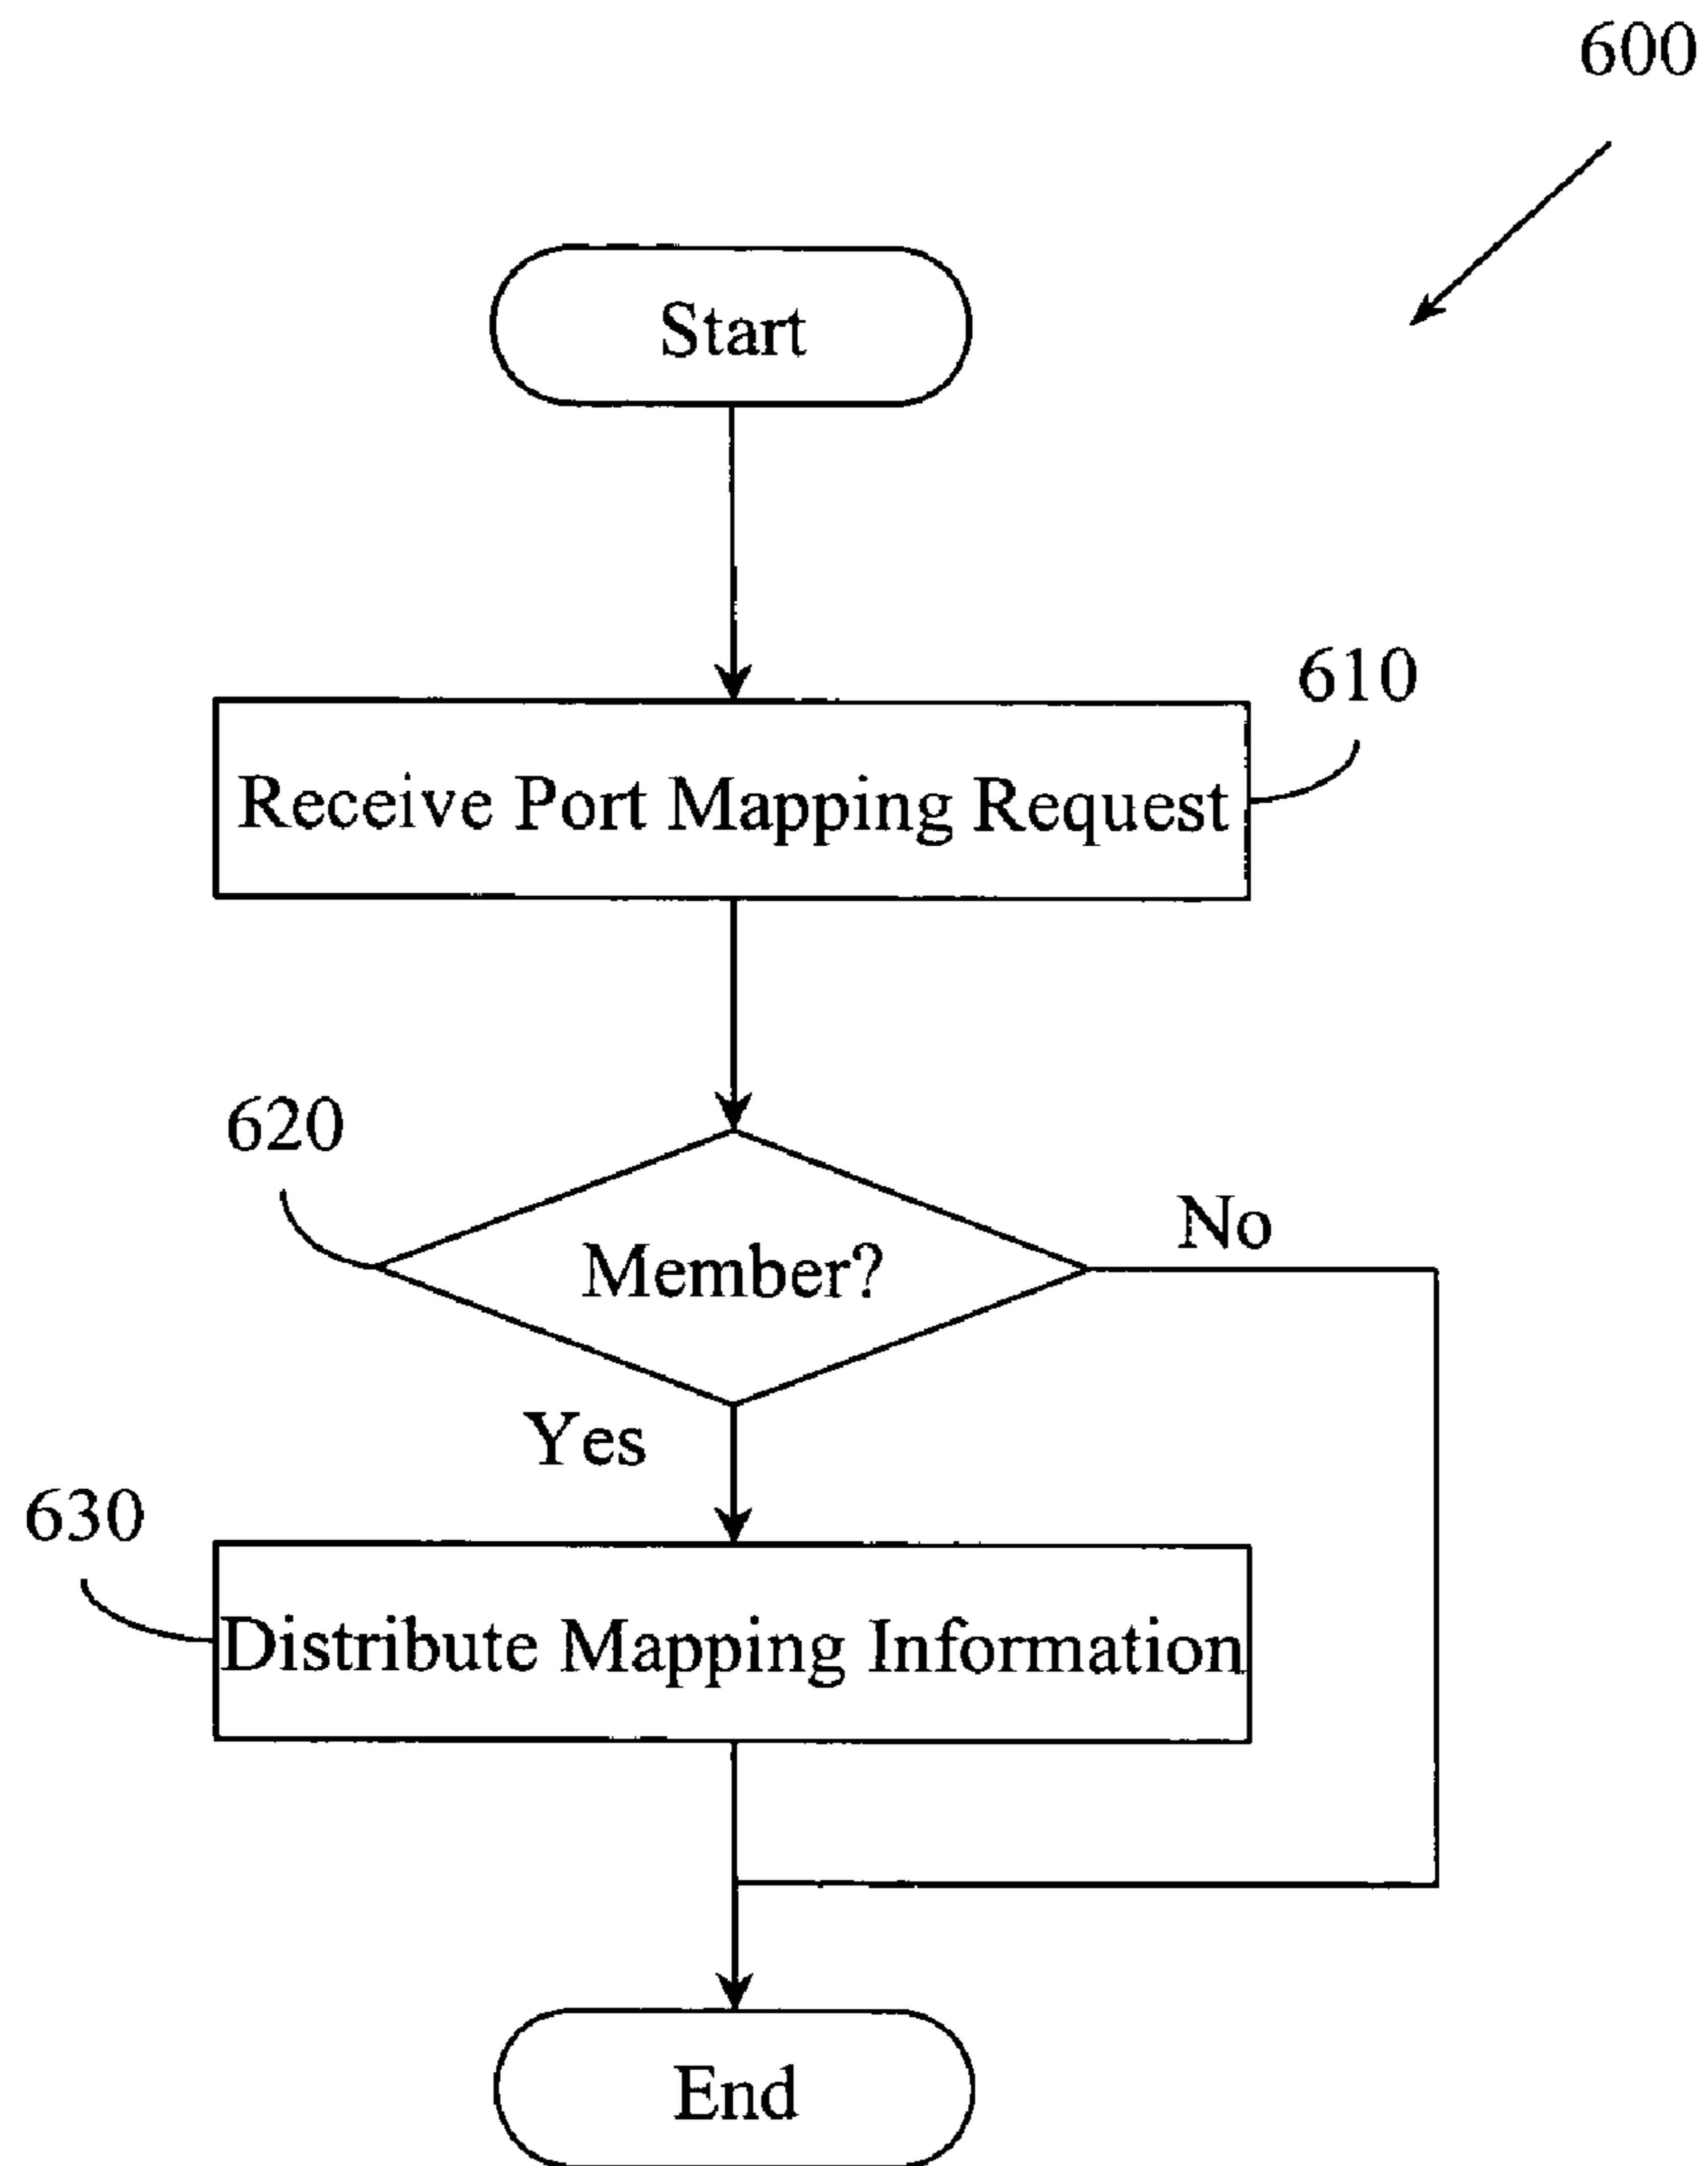 600
Start
610
Receive Port Mapping Request
620
Member?
No
Yes
630
Distribute Mapping Information
End